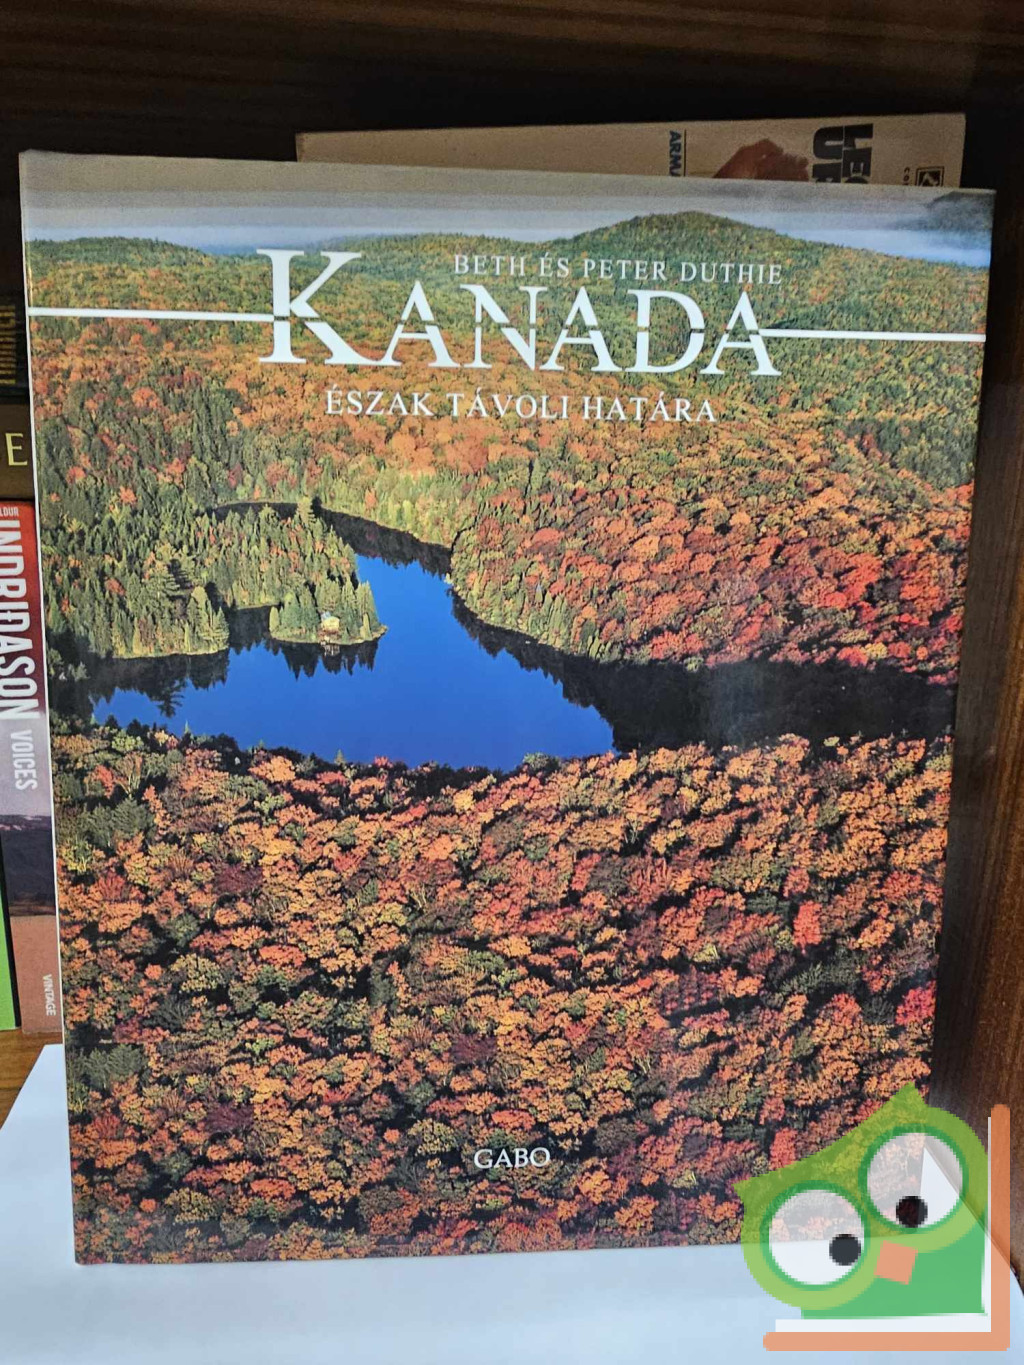 BETH ÉS PETER DUTHIE
KANADA
ÉSZAK TÁVOLI HATÁRA
GABO
INDRIDASON
VOICES
VINTAGE
E